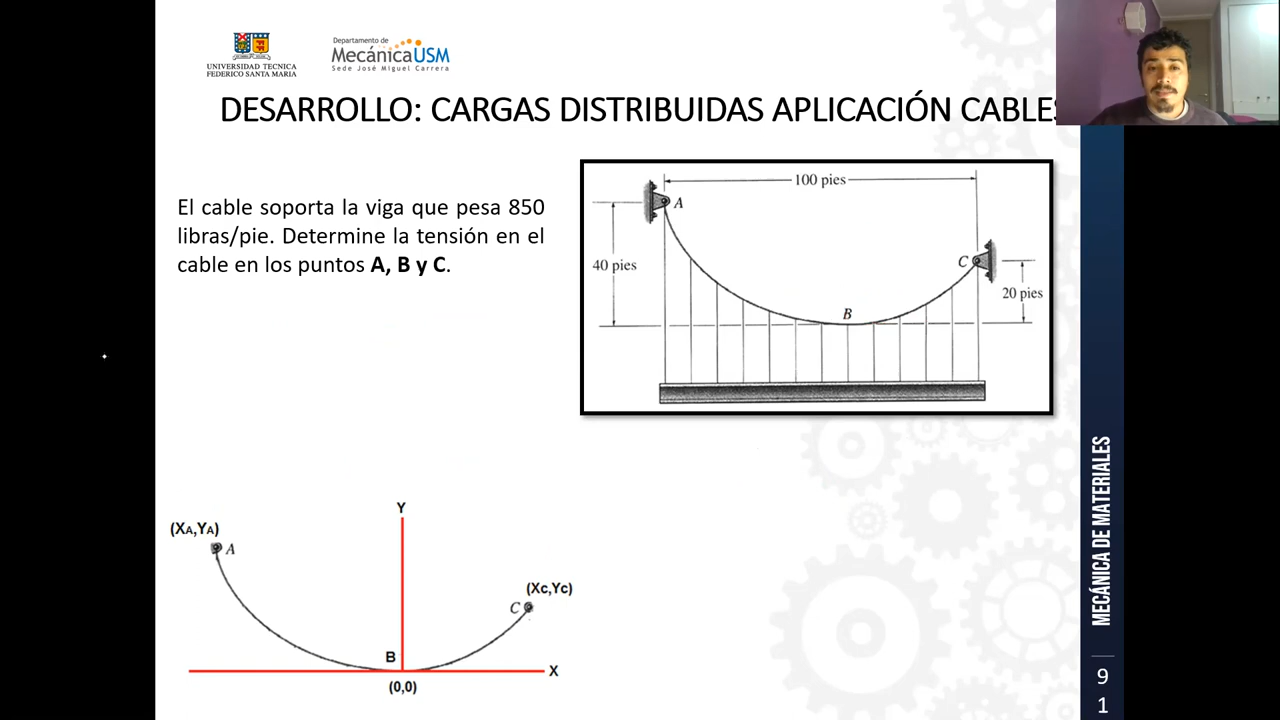 UNIVERSIDAD TECNICA
FEDERICO SANTA MARIA
Departamento de
MecánicaUSM
Sede José Miguel Carrera
DESARROLLO: CARGAS DISTRIBUIDAS APLICACIÓN CABLES
El cable soporta la viga que pesa 850
libras/pie. Determine la tensión en el
cable en los puntos A, B y C.
100 pies
A
40 pies
C
20 pies
B
Y
(XA,YA)
A
(Xc,Yc)
C
B
X
(0,0)
MECÁNICA DE MATERIALES
9
1